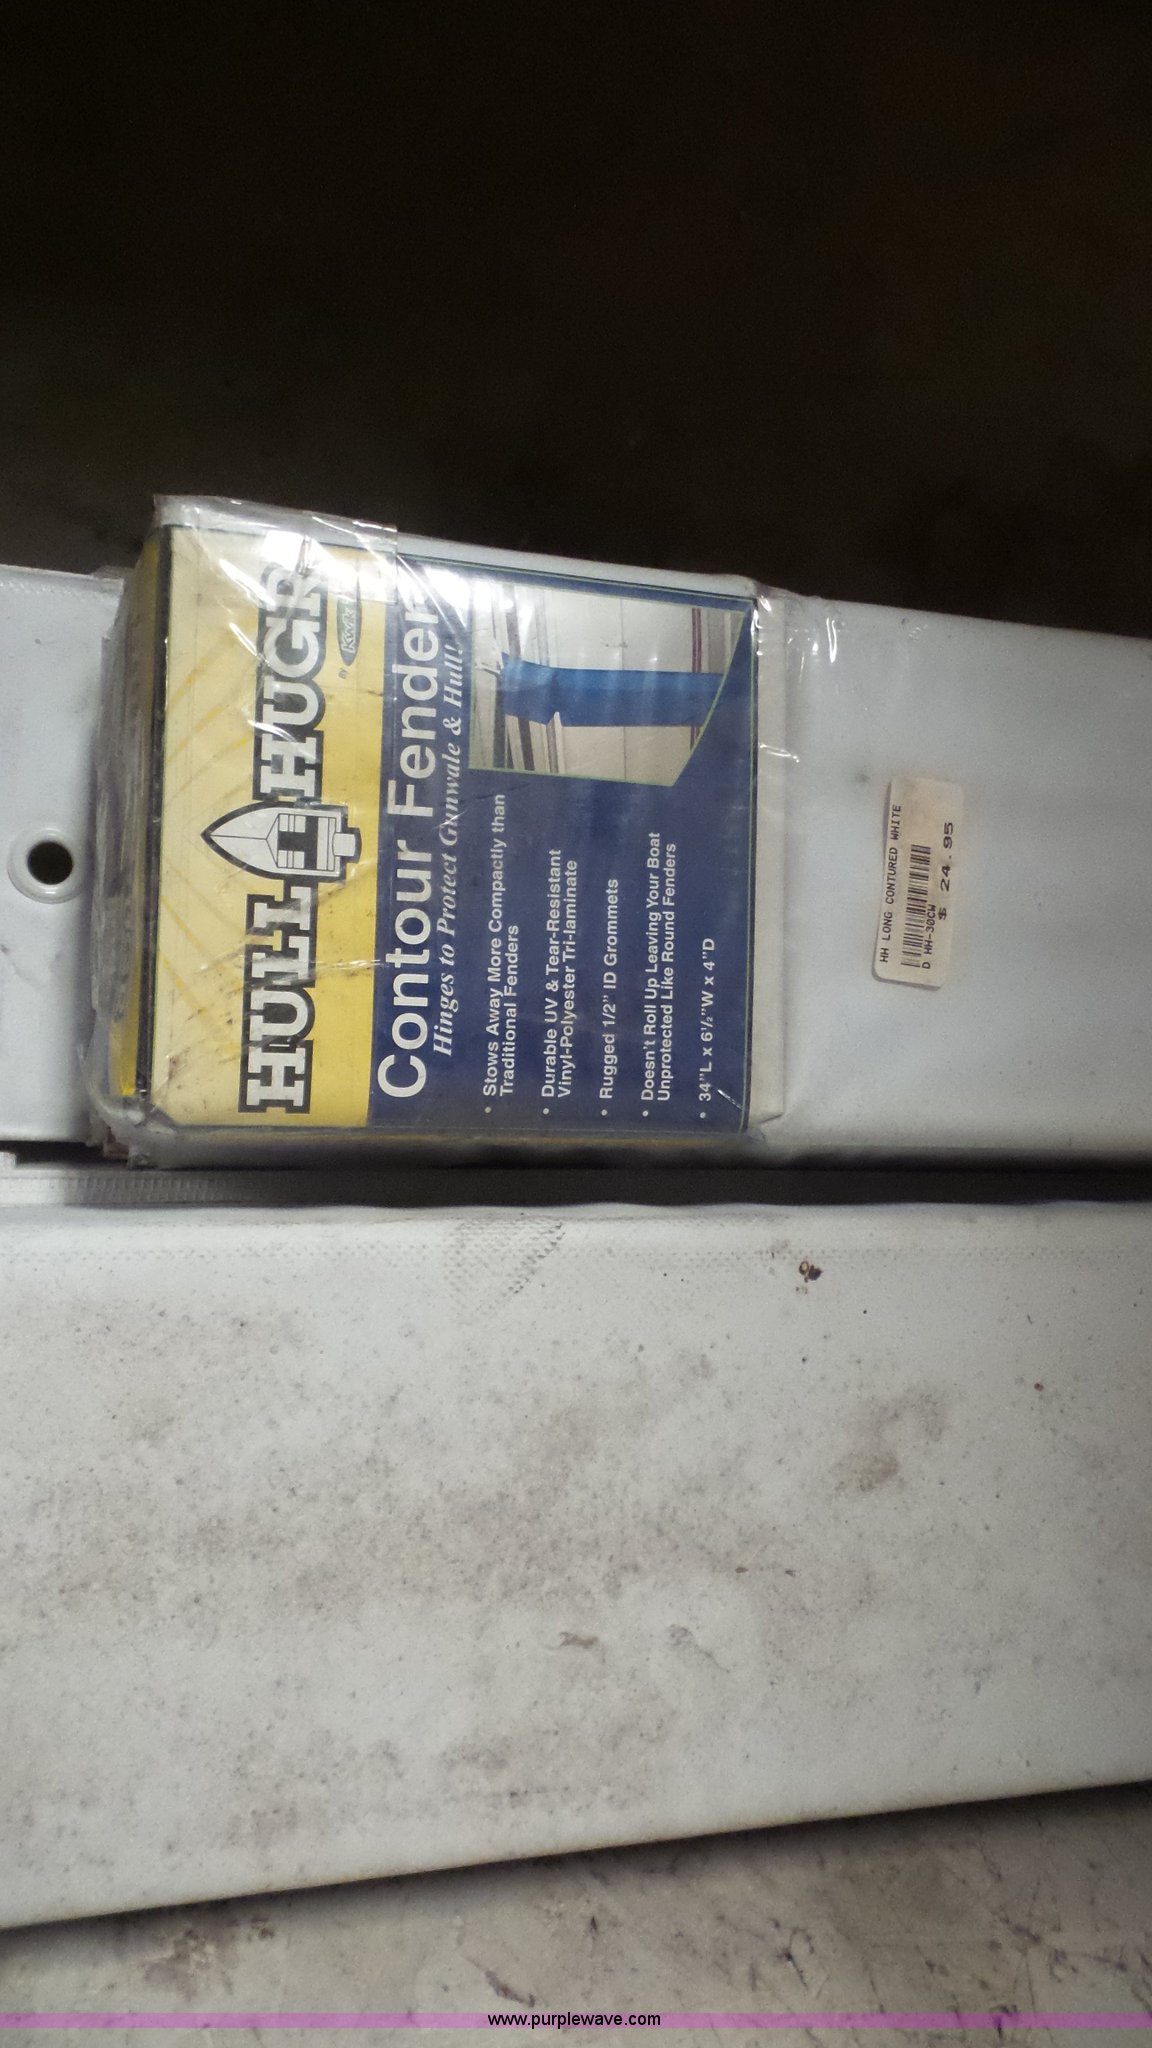 HULL HUGR
BY Kwik
Contour Fender
Hinges to Protect Gunwale & Hull!
• Stows Away More Compactly than
Traditional Fenders
• Durable UV & Tear-Resistant
Vinyl-Polyester Tri-laminate
• Rugged 1/2" ID Grommets
• Doesn't Roll Up Leaving Your Boat
Unprotected Like Round Fenders
• 34"L x 6½"W x 4"D
HH LONG CONTURED WHITE
D HH-30CW
$ 24.95
www.purplewave.com